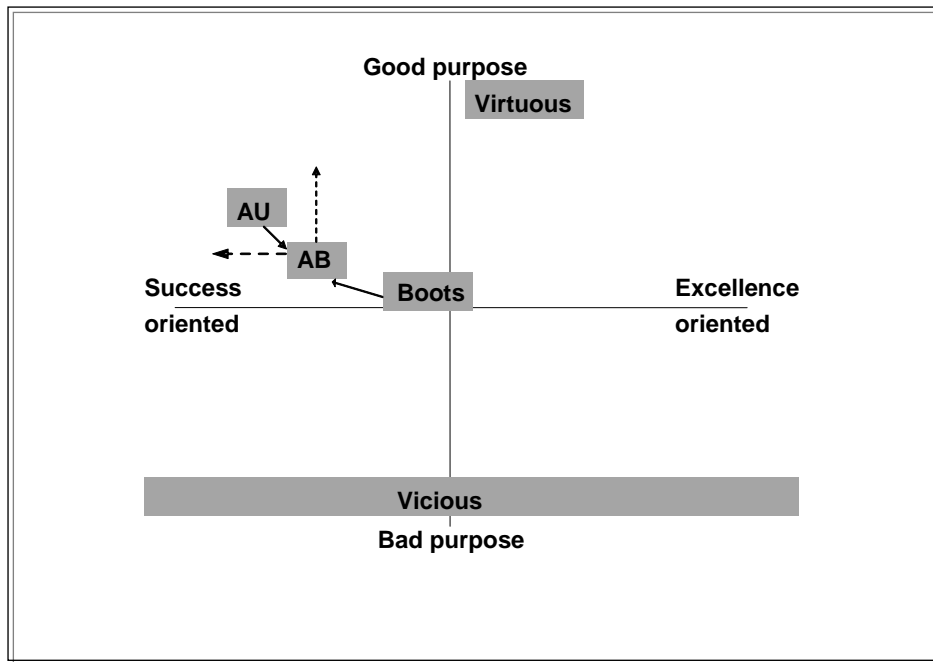 Good purpose
Virtuous
AU
AB
Boots
Success
oriented
Excellence
oriented
Vicious
Bad purpose